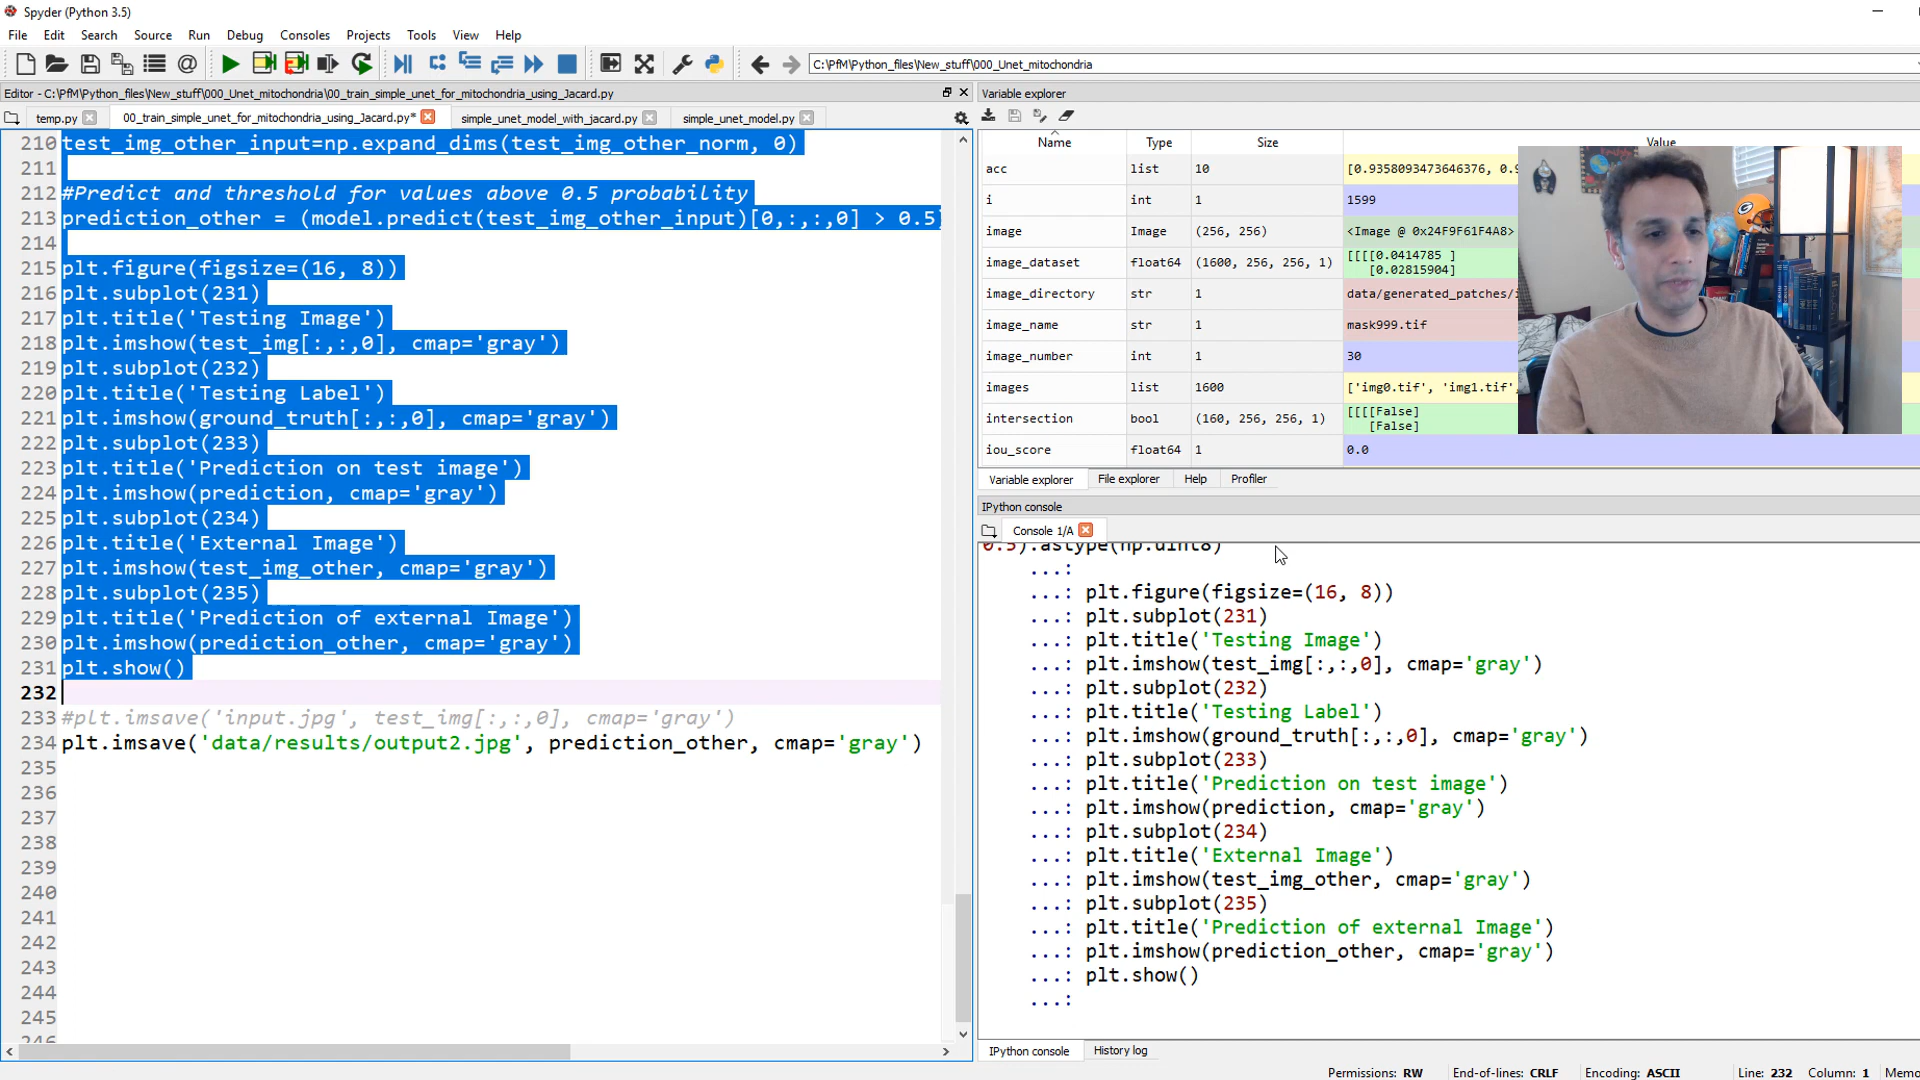 Spyder (Python 3.5)
File Edit Search Source Run Debug Consoles Projects Tools View Help
C:\PfM\Python_files\New_stuff\000_Unet_mitochondria
Editor - C:\PfM\Python_files\New_stuff\000_Unet_mitochondria\00_train_simple_unet_for_mitochondria_using_Jacard.py
temp.py 00_train_simple_unet_for_mitochondria_using_Jacard.py* simple_unet_model_with_jacard.py simple_unet_model.py
210 test_img_other_input=np.expand_dims(test_img_other_norm, 0)
211
212 #Predict and threshold for values above 0.5 probability
213 prediction_other = (model.predict(test_img_other_input)[0,:,:,0] > 0.5)
214
215 plt.figure(figsize=(16, 8))
216 plt.subplot(231)
217 plt.title('Testing Image')
218 plt.imshow(test_img[:,:,0], cmap='gray')
219 plt.subplot(232)
220 plt.title('Testing Label')
221 plt.imshow(ground_truth[:,:,0], cmap='gray')
222 plt.subplot(233)
223 plt.title('Prediction on test image')
224 plt.imshow(prediction, cmap='gray')
225 plt.subplot(234)
226 plt.title('External Image')
227 plt.imshow(test_img_other, cmap='gray')
228 plt.subplot(235)
229 plt.title('Prediction of external Image')
230 plt.imshow(prediction_other, cmap='gray')
231 plt.show()
232
233 #plt.imsave('input.jpg', test_img[:,:,0], cmap='gray')
234 plt.imsave('data/results/output2.jpg', prediction_other, cmap='gray')
235
236
237
238
239
240
241
242
243
244
245
246
Variable explorer
Name Type Size Value
acc list 10 [0.9358093473646376, 0.9
i int 1 1599
image Image (256, 256) <Image @ 0x24F9F61F4A8>
image_dataset float64 (1600, 256, 256, 1) [[[[0.0414785 ]
[0.02815904]
image_directory str 1 data/generated_patches/
image_name str 1 mask999.tif
image_number int 1 30
images list 1600 ['img0.tif', 'img1.tif',
intersection bool (160, 256, 256, 1) [[[[False]
[False]
iou_score float64 1 0.0
Variable explorer File explorer Help Profiler
IPython console
Console 1/A
0.5).astype(np.uint8)
...:
...: plt.figure(figsize=(16, 8))
...: plt.subplot(231)
...: plt.title('Testing Image')
...: plt.imshow(test_img[:,:,0], cmap='gray')
...: plt.subplot(232)
...: plt.title('Testing Label')
...: plt.imshow(ground_truth[:,:,0], cmap='gray')
...: plt.subplot(233)
...: plt.title('Prediction on test image')
...: plt.imshow(prediction, cmap='gray')
...: plt.subplot(234)
...: plt.title('External Image')
...: plt.imshow(test_img_other, cmap='gray')
...: plt.subplot(235)
...: plt.title('Prediction of external Image')
...: plt.imshow(prediction_other, cmap='gray')
...: plt.show()
...:
IPython console History log
Permissions: RW End-of-lines: CRLF Encoding: ASCII Line: 232 Column: 1 Memo